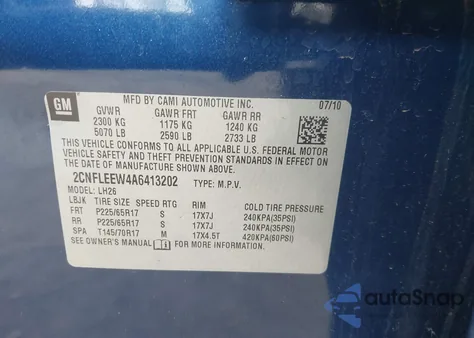 GM
MFD BY CAMI AUTOMOTIVE INC.
07/10
GVWR GAWR FRT GAWR RR
2300 KG 1175 KG 1240 KG
5070 LB 2590 LB 2733 LB
THIS VEHICLE CONFORMS TO ALL APPLICABLE U.S. FEDERAL MOTOR
VEHICLE SAFETY, BUMPER, AND THEFT PREVENTION STANDARDS IN EFFECT ON
THE DATE OF MANUFACTURE SHOWN ABOVE.
2CNFLEEW4A6413202 TYPE: M.P.V.
MODEL: LH26
LBJK TIRE SIZE SPEED RTG RIM COLD TIRE PRESSURE
FRT P225/65R17 S 17X7J 240KPA(35PSI)
RR P225/65R17 S 17X7J 240KPA(35PSI)
SPA T145/70R17 M 17X4.5T 420KPA(60PSI)
SEE OWNER'S MANUAL FOR MORE INFORMATION.
autoSnap